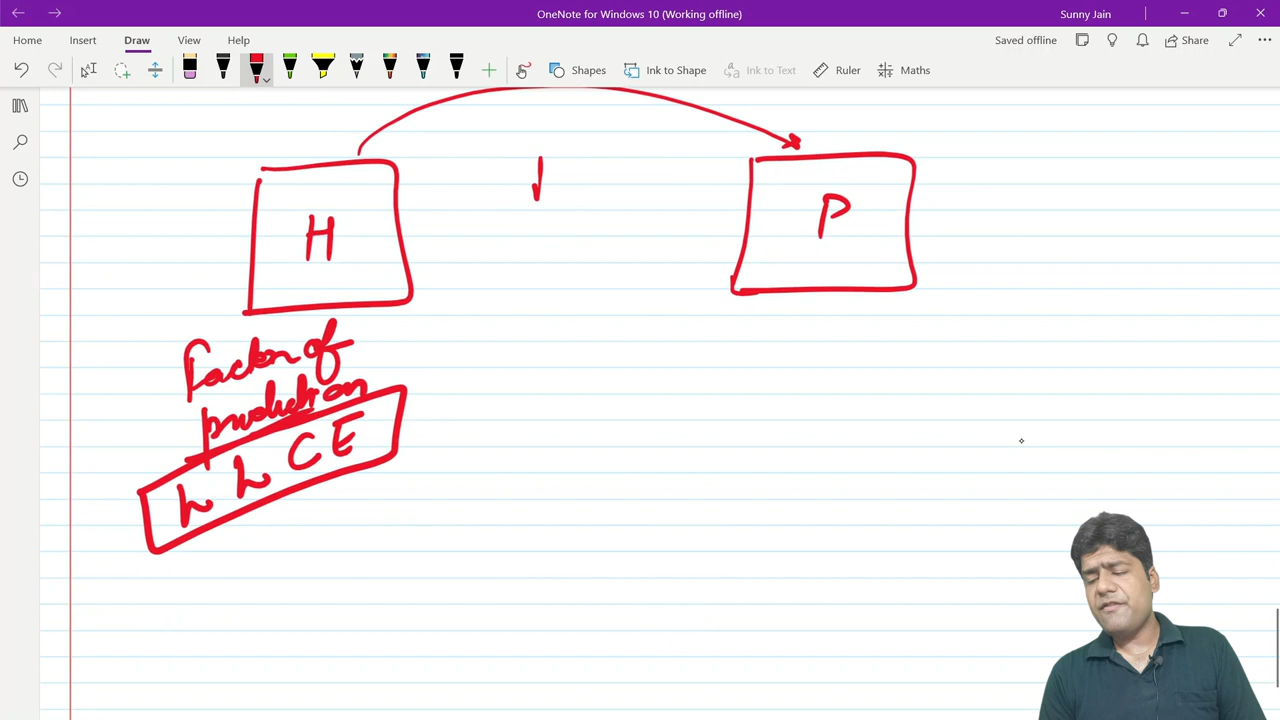 OneNote for Windows 10 (Working offline)
Sunny Jain
Home Insert Draw View Help
Saved offline
Share
Shapes
Ink to Shape
Ink to Text
Ruler
Maths
H
P
Factor of
production
L L C E